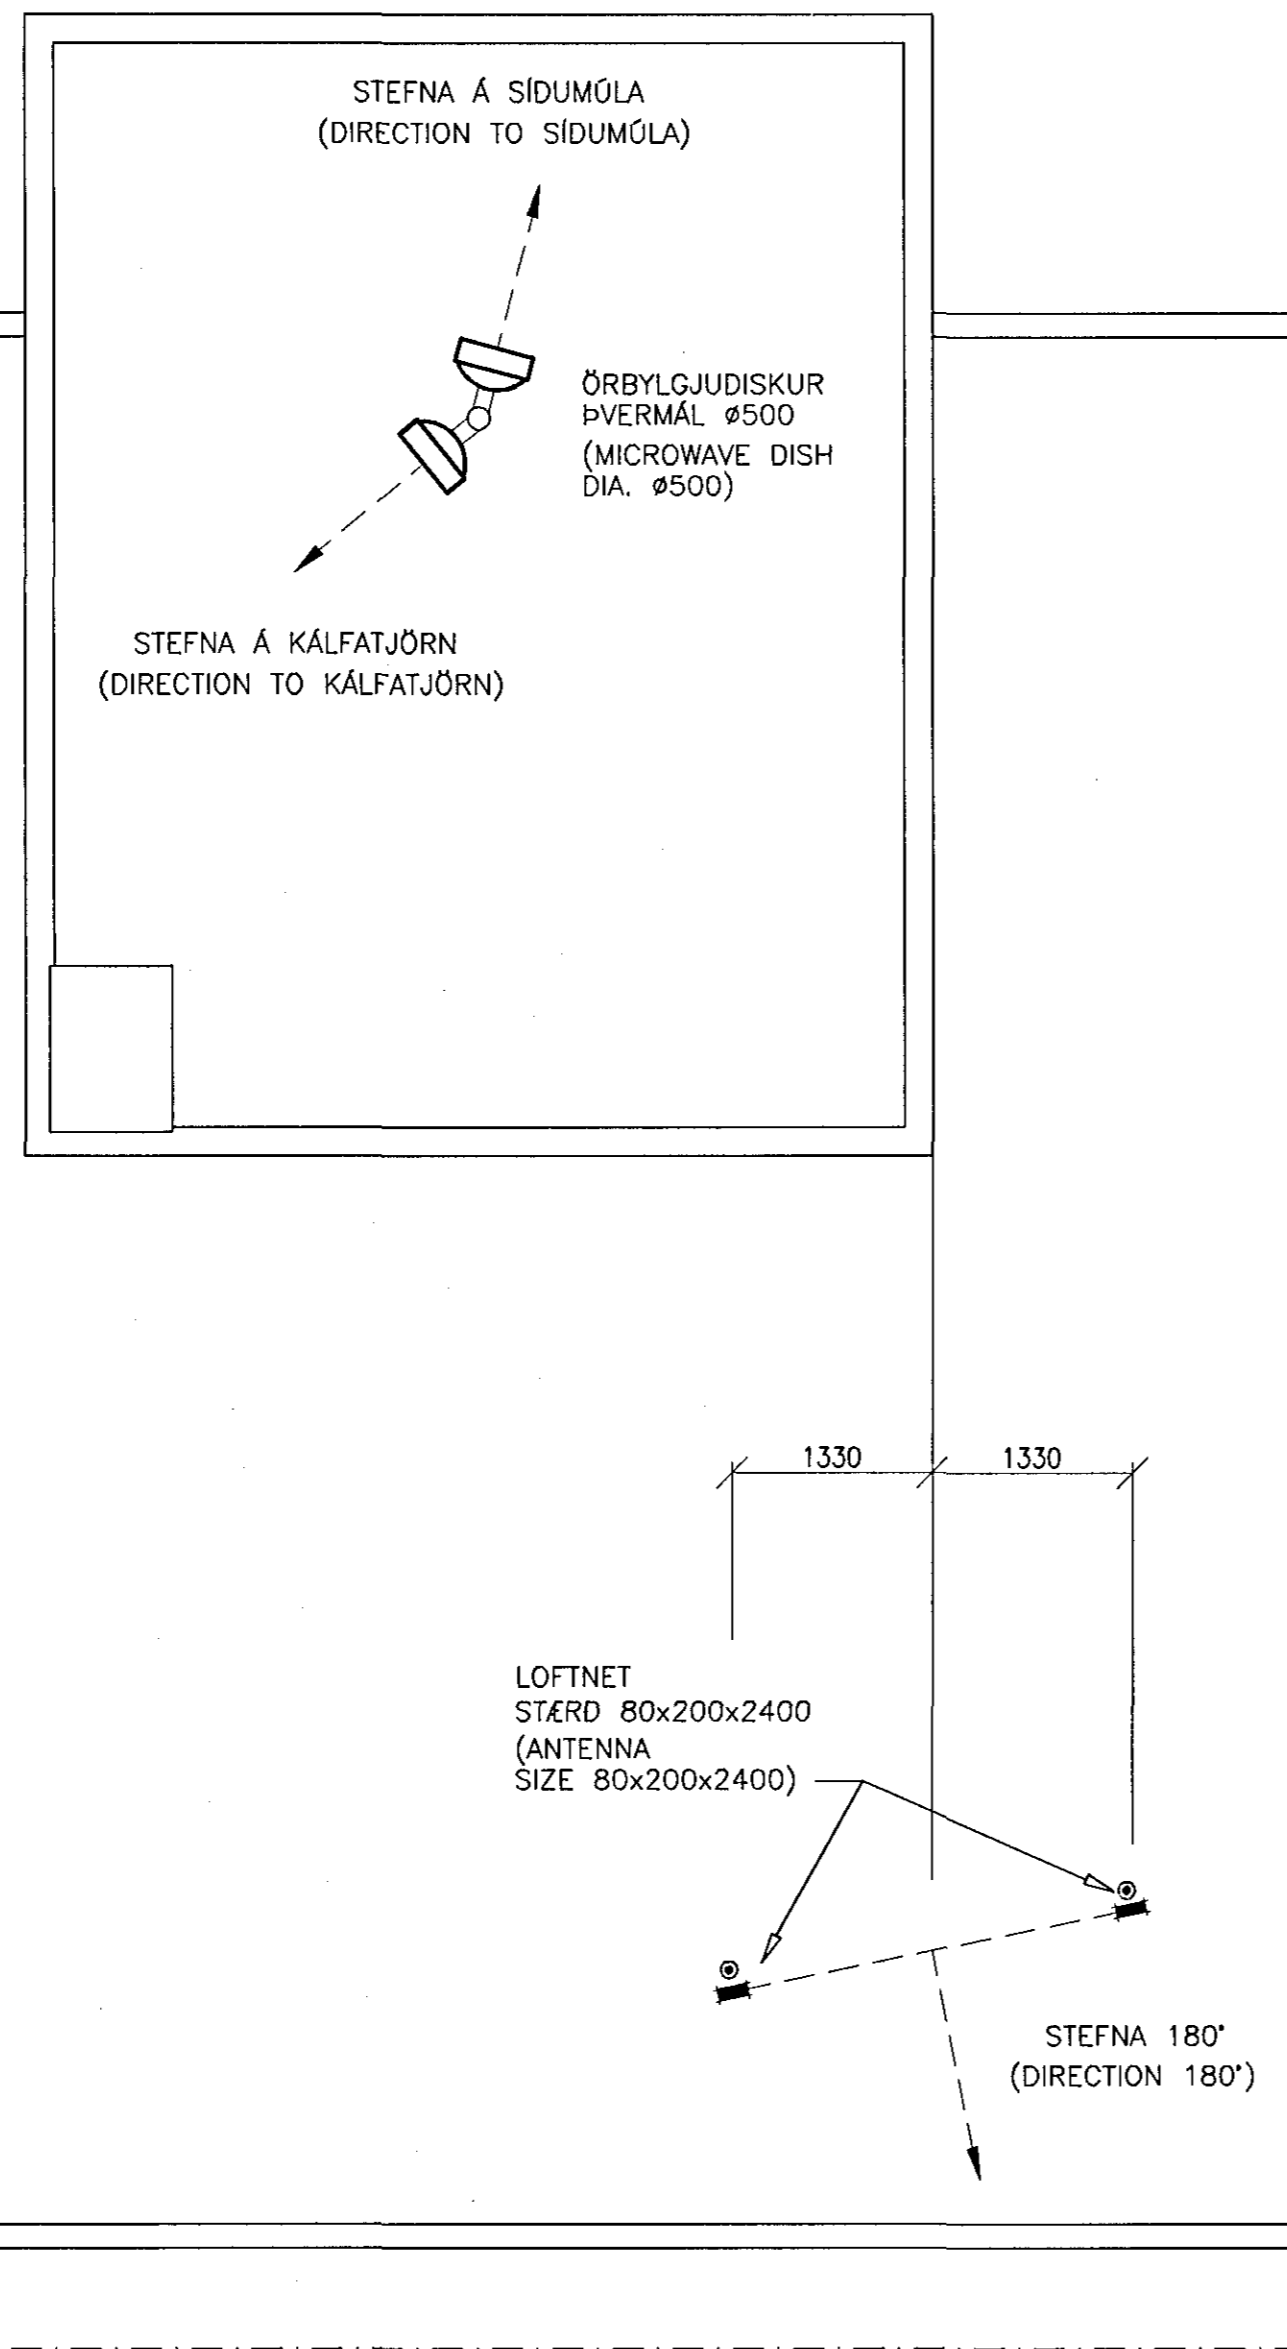 STEFNA Á SÍDUMÚLA
(DIRECTION TO SÍDUMÚLA)
ÖRBYLGJUDISKUR
ÞVERMÁL ø500
(MICROWAVE DISH
DIA. ø500)
STEFNA Á KÁLFATJÖRN
(DIRECTION TO KÁLFATJÖRN)
1330
1330
LOFTNET
STÆRD 80x200x2400
(ANTENNA
SIZE 80x200x2400)
STEFNA 180°
(DIRECTION 180°)